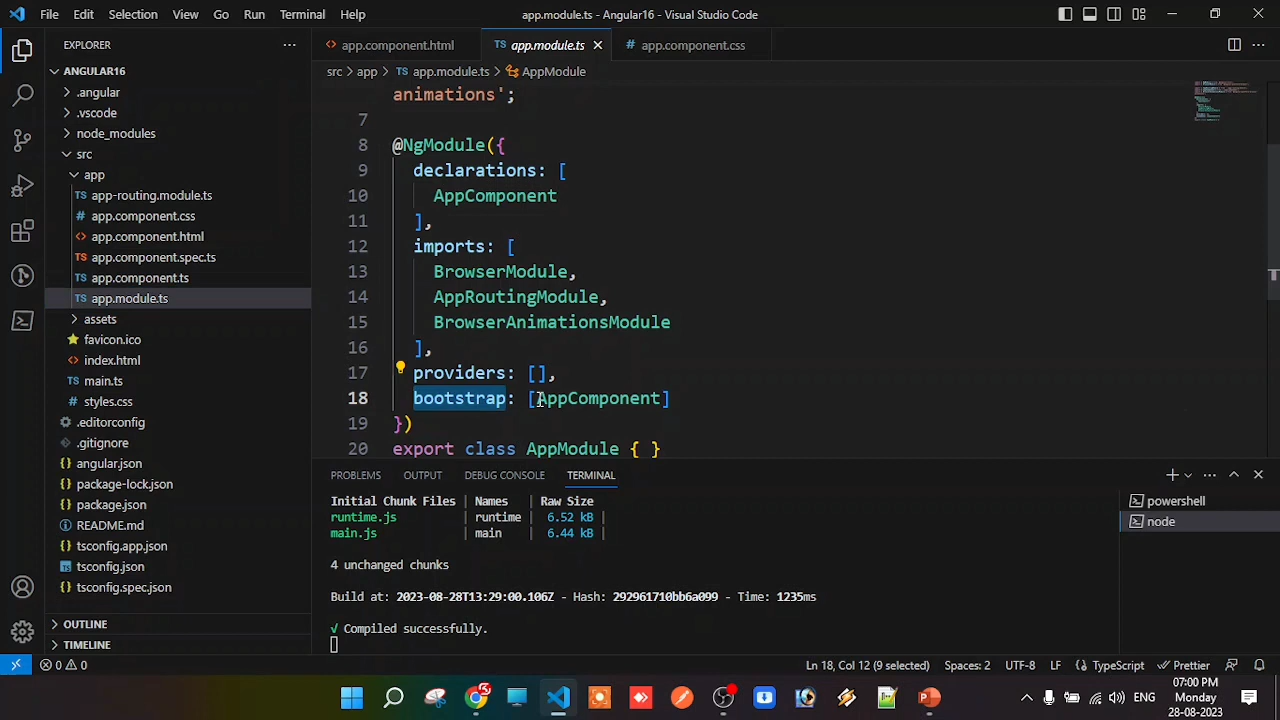 File Edit Selection View Go Run Terminal Help
app.module.ts - Angular16 - Visual Studio Code
EXPLORER
ANGULAR16
.angular
.vscode
node_modules
src
app
TS app-routing.module.ts
# app.component.css
<> app.component.html
TS app.component.spec.ts
TS app.component.ts
TS app.module.ts
assets
favicon.ico
<> index.html
TS main.ts
# styles.css
.editorconfig
.gitignore
{} angular.json
{} package-lock.json
{} package.json
README.md
{} tsconfig.app.json
tsconfig.json
{} tsconfig.spec.json
OUTLINE
TIMELINE
<> app.component.html TS app.module.ts # app.component.css
src > app > TS app.module.ts > AppModule
animations';
7
8 @NgModule({
9 declarations: [
10 AppComponent
11 ],
12 imports: [
13 BrowserModule,
14 AppRoutingModule,
15 BrowserAnimationsModule
16 ],
17 providers: [],
18 bootstrap: [AppComponent]
19 })
20 export class AppModule { }
PROBLEMS OUTPUT DEBUG CONSOLE TERMINAL
Initial Chunk Files | Names | Raw Size
runtime.js | runtime | 6.52 kB |
main.js | main | 6.44 kB |
4 unchanged chunks
Build at: 2023-08-28T13:29:00.106Z - Hash: 292961710bb6a099 - Time: 1235ms
√ Compiled successfully.
powershell
node
0 0 Ln 18, Col 12 (9 selected) Spaces: 2 UTF-8 LF TypeScript Prettier
ENG
07:00 PM
Monday
28-08-2023